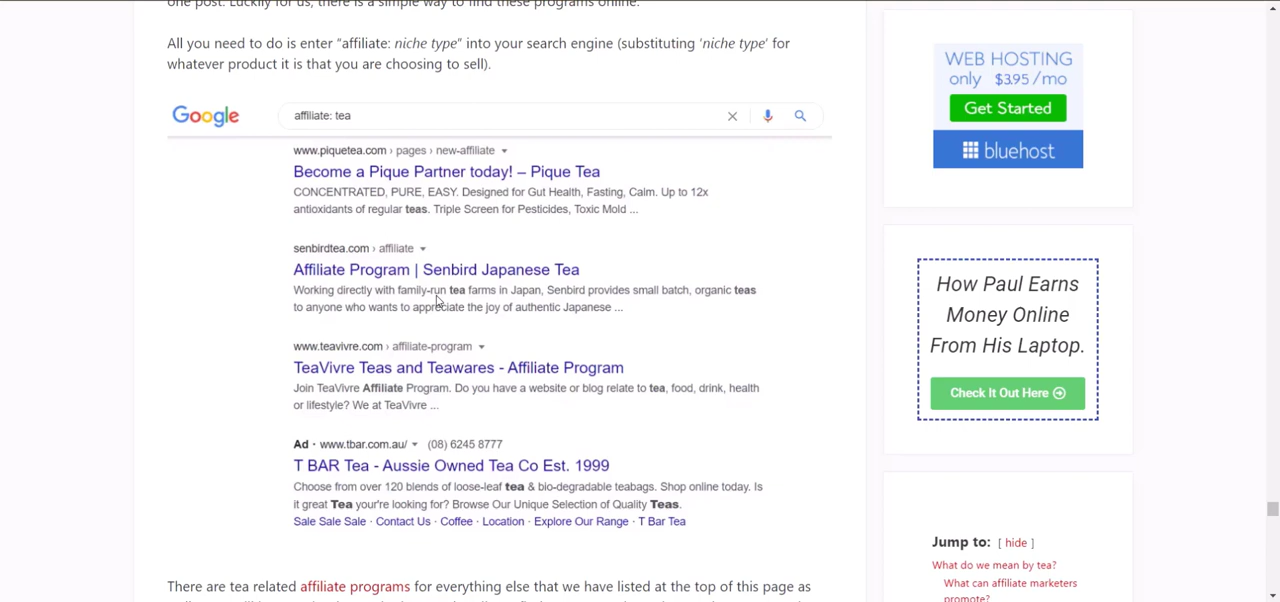 one post. Luckily for us, there is a simple way to find these programs online.
All you need to do is enter “affiliate: niche type” into your search engine (substituting ‘niche type’ for
whatever product it is that you are choosing to sell).
Google
affiliate: tea
www.piquetea.com › pages › new-affiliate
Become a Pique Partner today! – Pique Tea
CONCENTRATED, PURE, EASY. Designed for Gut Health, Fasting, Calm. Up to 12x
antioxidants of regular teas. Triple Screen for Pesticides, Toxic Mold ...
senbirdtea.com › affiliate
Affiliate Program | Senbird Japanese Tea
Working directly with family-run tea farms in Japan, Senbird provides small batch, organic teas
to anyone who wants to appreciate the joy of authentic Japanese ...
www.teavivre.com › affiliate-program
TeaVivre Teas and Teawares - Affiliate Program
Join TeaVivre Affiliate Program. Do you have a website or blog relate to tea, food, drink, health
or lifestyle? We at TeaVivre ...
Ad · www.tbar.com.au/ (08) 6245 8777
T BAR Tea - Aussie Owned Tea Co Est. 1999
Choose from over 120 blends of loose-leaf tea & bio-degradable teabags. Shop online today. Is
it great Tea you're looking for? Browse Our Unique Selection of Quality Teas.
Sale Sale Sale · Contact Us · Coffee · Location · Explore Our Range · T Bar Tea
There are tea related affiliate programs for everything else that we have listed at the top of this page as
WEB HOSTING
only $3.95/mo
Get Started
bluehost
How Paul Earns
Money Online
From His Laptop.
Check It Out Here
Jump to: [ hide ]
What do we mean by tea?
What can affiliate marketers
promote?